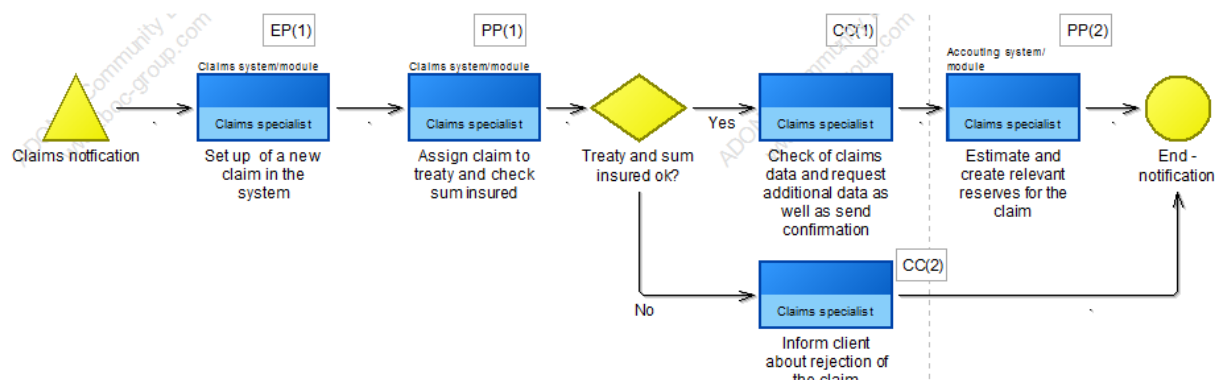 EP(1)
PP(1)
CC(1)
PP(2)
Claims system/module
Claims system/module
Accouting system/
module
Claims specialist
Claims specialist
Claims specialist
Claims specialist
Yes
Claims notfication
Set up of a new
claim in the
system
Assign claim to
treaty and check
sum insured
Treaty and sum
insured ok?
Check of claims
data and request
additional data as
well as send
confirmation
Estimate and
create relevant
reserves for the
claim
End -
notification
CC(2)
No
Claims specialist
Inform client
about rejection of
the claim